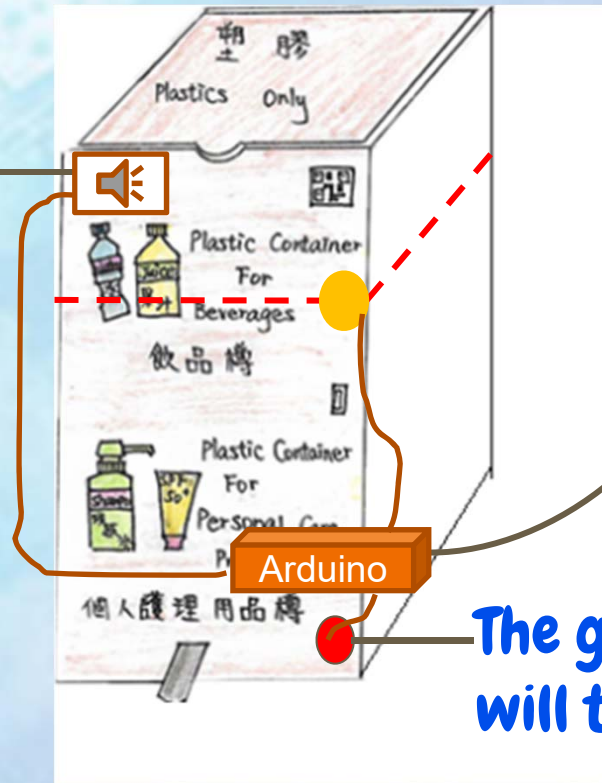 塑 膠
Plastics Only
Plastic Container
For
Beverages
Juice
飲品樽
Plastic Container
For
Personal Care
Arduino
個人護理用品樽
The g
will t